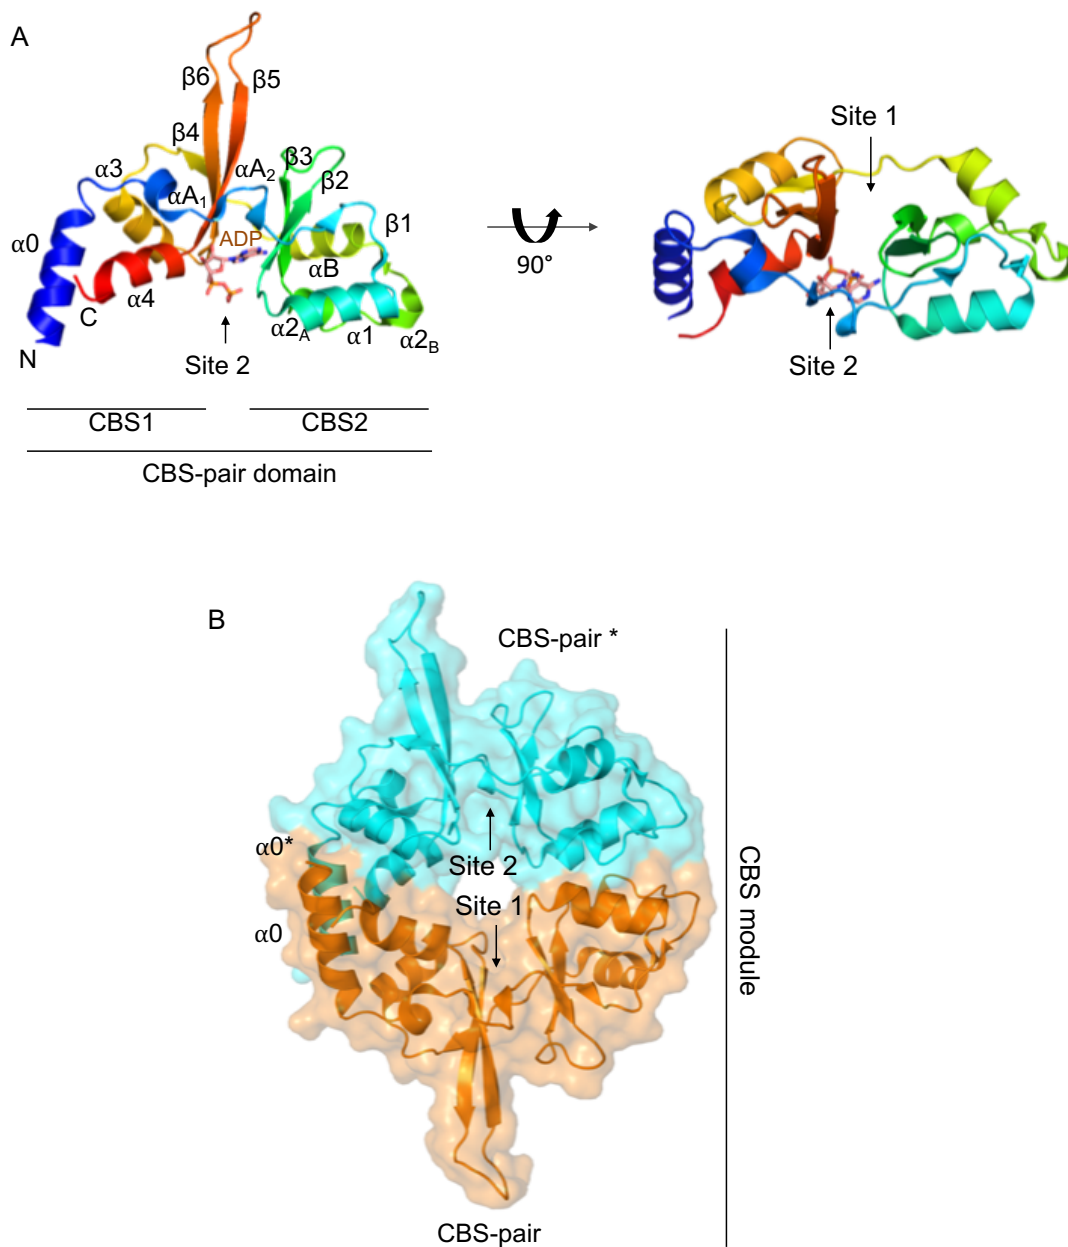 A
β6
β5
β4
β3
α3
αA₂
β2
αA₁
β1
ADP
α0
αB
α4
C
α2A
α1
α2B
N
Site 2
CBS1
CBS2
CBS-pair domain
90°
Site 1
Site 2
B
CBS-pair *
α0*
Site 2
Site 1
α0
CBS module
CBS-pair